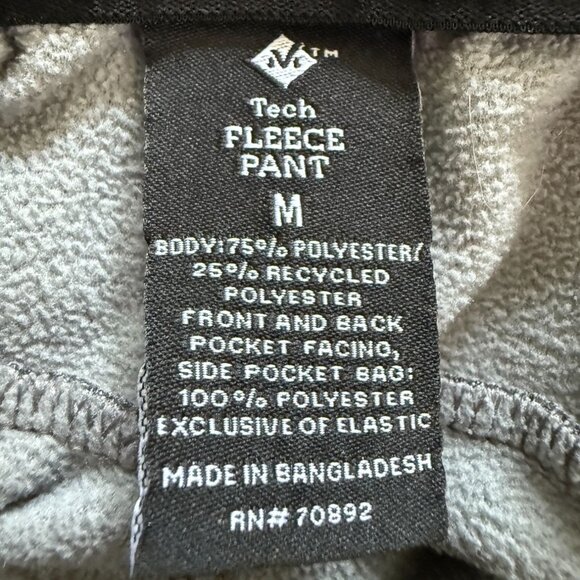 M™
Tech
FLEECE
PANT
M
BODY:75% POLYESTER/
25% RECYCLED
POLYESTER
FRONT AND BACK
POCKET FACING,
SIDE POCKET BAG:
100% POLYESTER
EXCLUSIVE OF ELASTIC
MADE IN BANGLADESH
RN# 70892